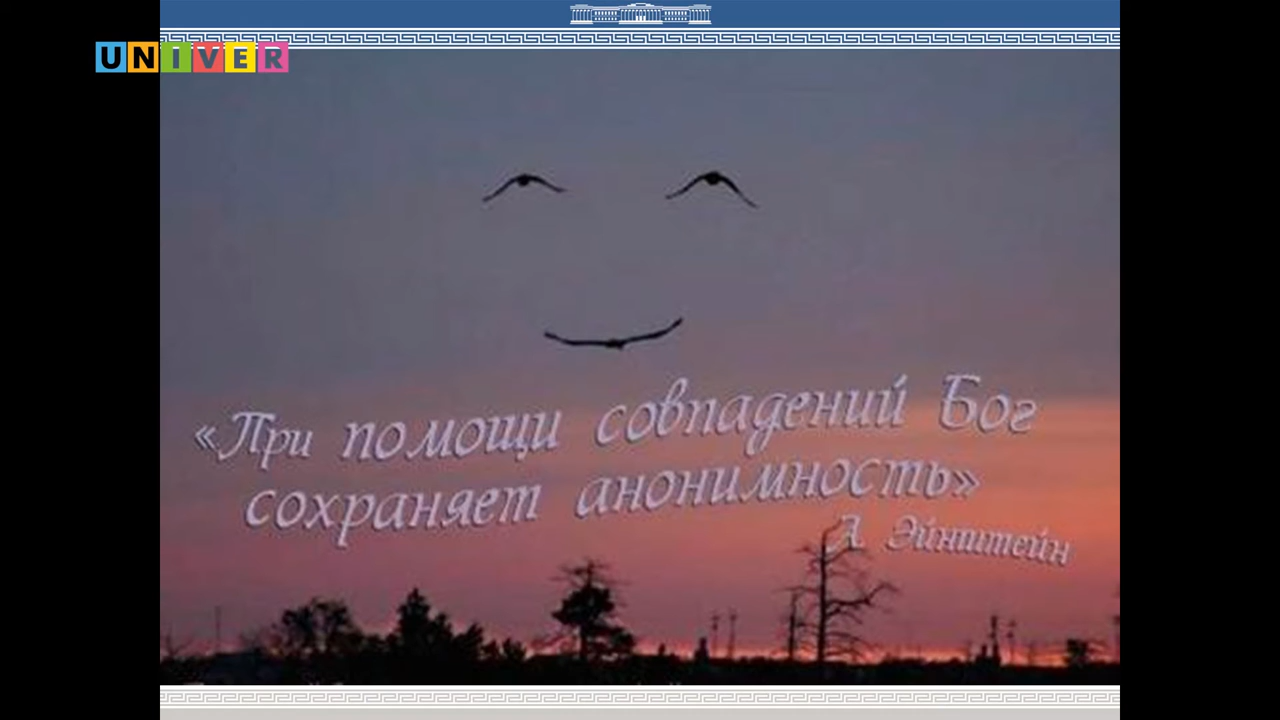 UNIVER
«При помощи совпадений Бог
сохраняет анонимность»
А Эйнштейн